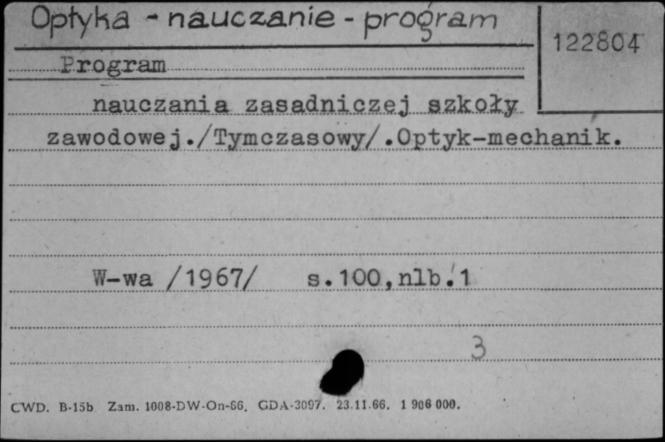 Optyka - nauczanie - program
122804
Program
nauczania zasadniczej szkoły
zawodowej./Tymczasowy/.Optyk-mechanik.
W-wa /1967/ s.100,nlb.1
3
CWD. B-15b Zam. 1008-DW-On-66. GDA-3097. 23.11.66. 1 906 000.